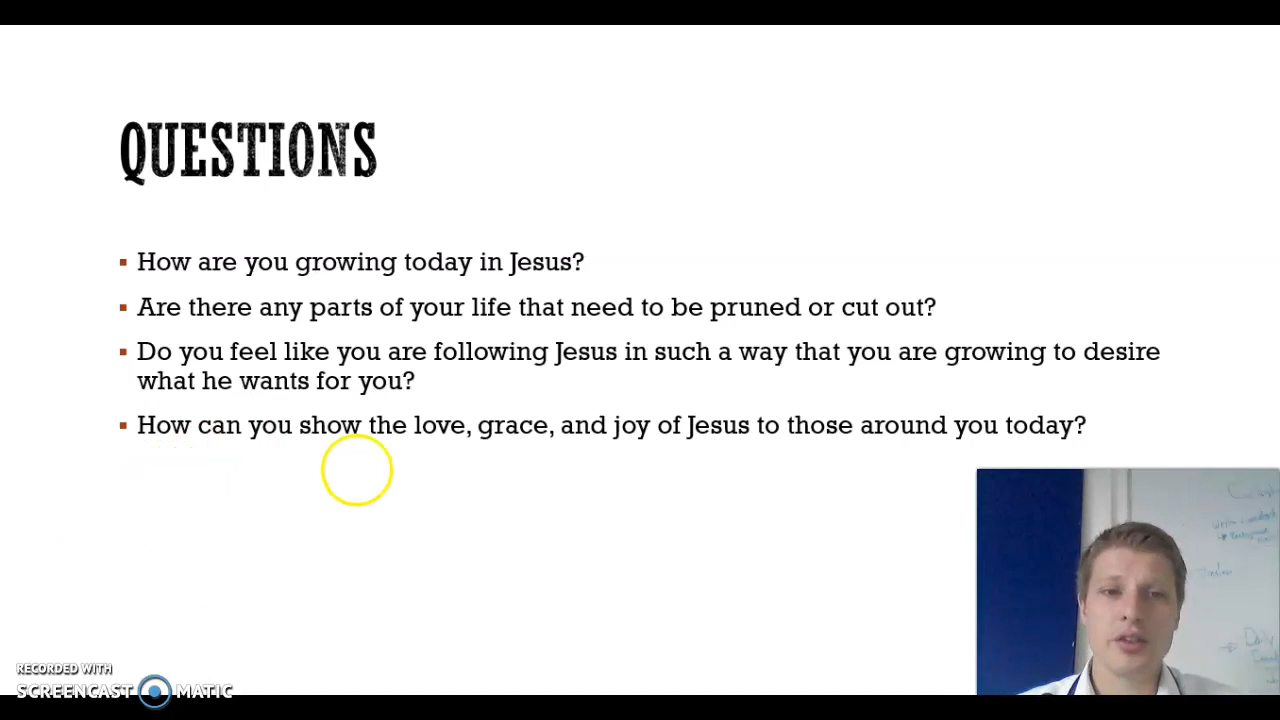 QUESTIONS
▪ How are you growing today in Jesus?
▪ Are there any parts of your life that need to be pruned or cut out?
▪ Do you feel like you are following Jesus in such a way that you are growing to desire
what he wants for you?
▪ How can you show the love, grace, and joy of Jesus to those around you today?
Daily
RECORDED WITH
SCREENCAST MATIC